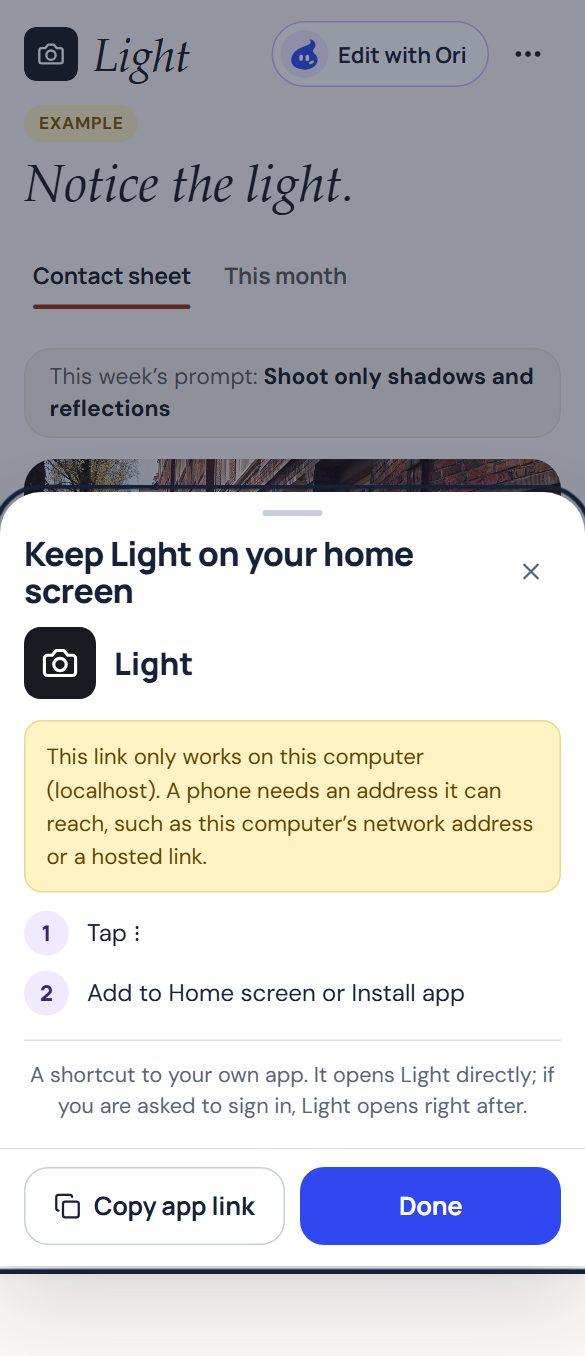 Light
Edit with Ori
EXAMPLE
Notice the light.
Contact sheet
This month
This week’s prompt: Shoot only shadows and
reflections
Keep Light on your home
screen
Light
This link only works on this computer
(localhost). A phone needs an address it can
reach, such as this computer’s network address
or a hosted link.
1 Tap ⋮
2 Add to Home screen or Install app
A shortcut to your own app. It opens Light directly; if
you are asked to sign in, Light opens right after.
Copy app link
Done